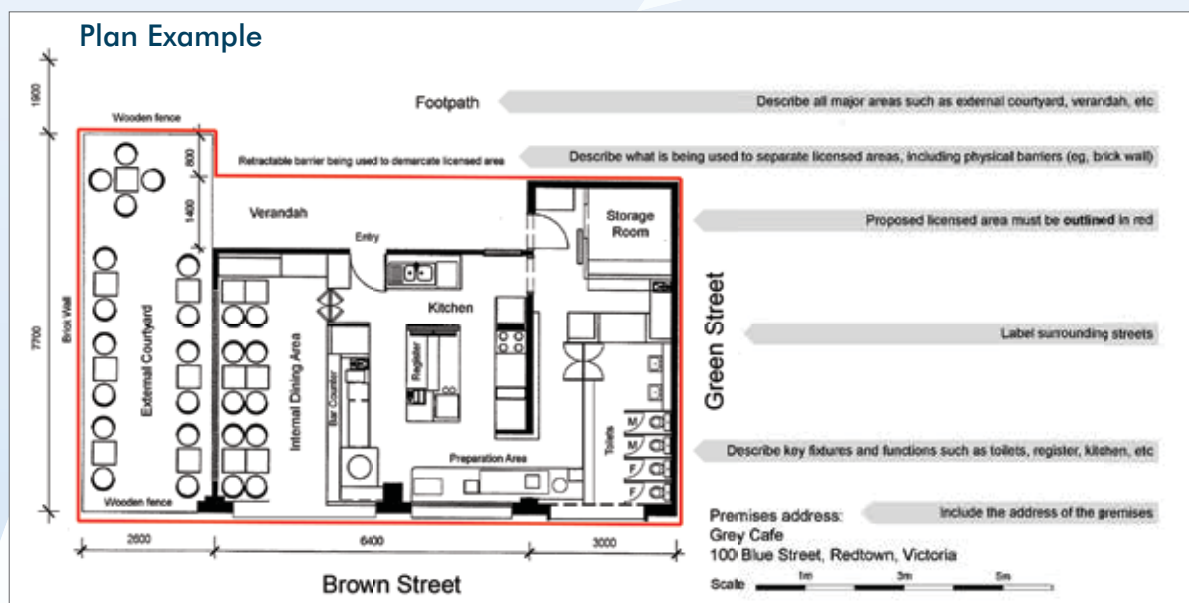 Plan Example
1900
Footpath
Describe all major areas such as external courtyard, verandah, etc
Wooden fence
800
Retractable barrier being used to demarcate licensed area
Describe what is being used to separate licensed areas, including physical barriers (eg, brick wall)
1400
Verandah
Storage
Room
Proposed licensed area must be outlined in red
Entry
7700
Brick Wall
External Courtyard
Internal Dining Area
Bar Counter
Kitchen
Register
Green Street
Label surrounding streets
Toilets
M
M
F
F
Describe key fixtures and functions such as toilets, register, kitchen, etc
Preparation Area
Wooden fence
Premises address:
Include the address of the premises
Grey Cafe
100 Blue Street, Redtown, Victoria
2600
6400
3000
Brown Street
Scale
1m
3m
5m